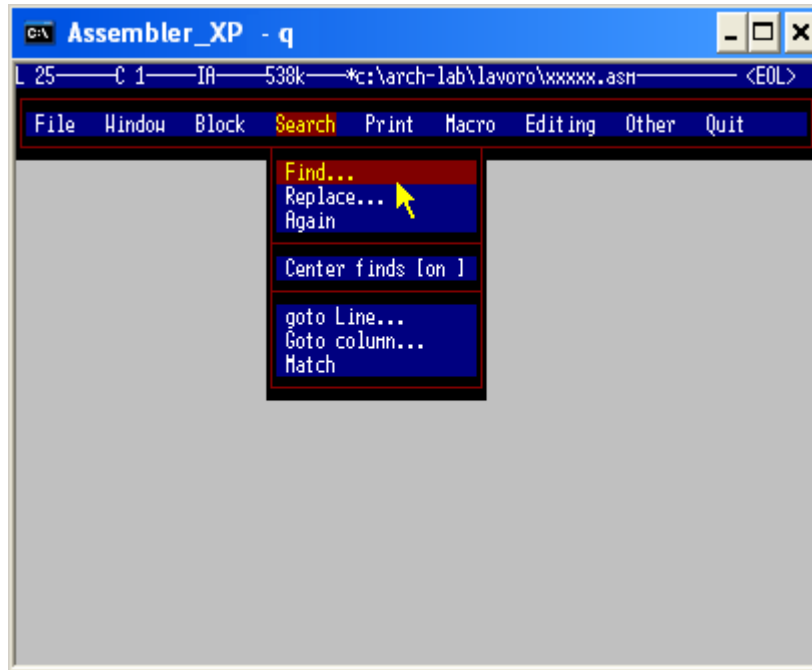 Assembler_XP - q
L 25 C 1 IA 538k *c:\arch-lab\lavoro\xxxxx.asm <EOL>
File Window Block Search Print Macro Editing Other Quit
Find...
Replace...
Again
Center finds [on ]
goto Line...
Goto column...
Match